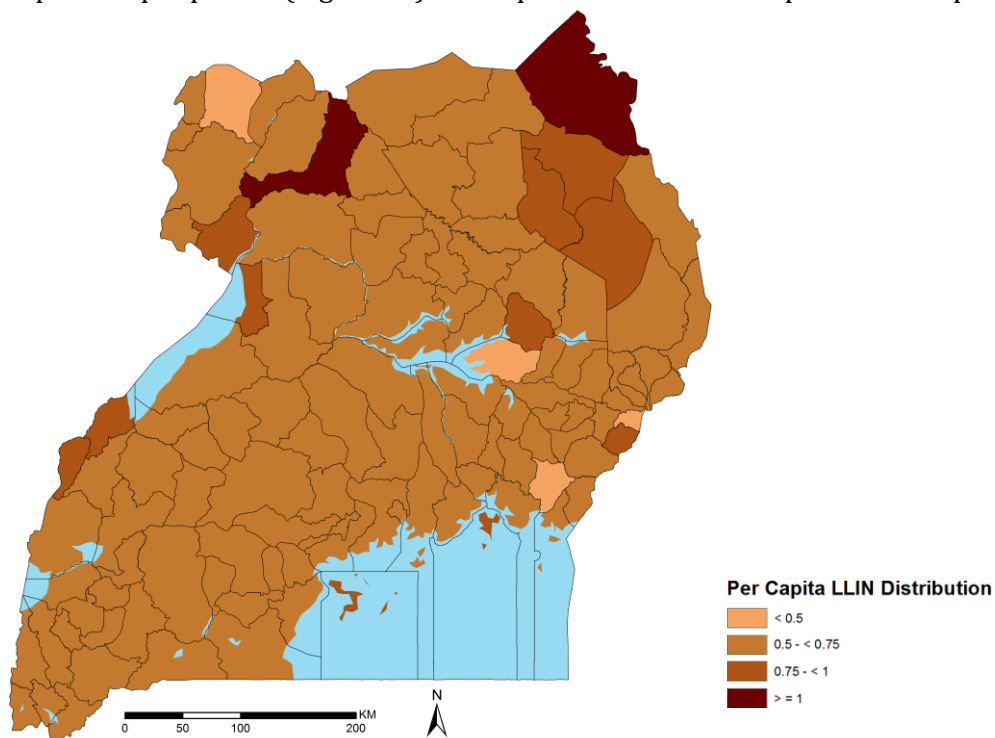 Per Capita LLIN Distribution
< 0.5
0.5 - < 0.75
0.75 - < 1
> = 1
N
KM
0 50 100 200